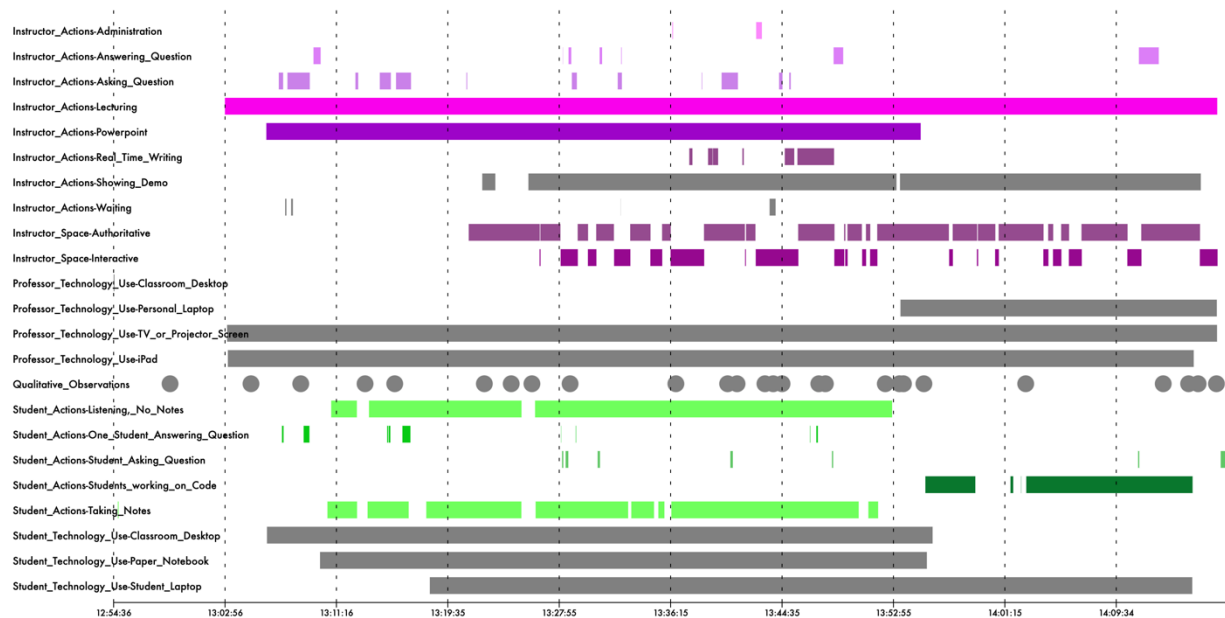 Instructor_Actions-Administration
Instructor_Actions-Answering_Question
Instructor_Actions-Asking_Question
Instructor_Actions-Lecturing
Instructor_Actions-Powerpoint
Instructor_Actions-Real_Time_Writing
Instructor_Actions-Showing_Demo
Instructor_Actions-Waiting
Instructor_Space-Authoritative
Instructor_Space-Interactive
Professor_Technology_Use-Classroom_Desktop
Professor_Technology_Use-Personal_Laptop
Professor_Technology_Use-TV_or_Projector_Screen
Professor_Technology_Use-iPad
Qualitative_Observations
Student_Actions-Listening,_No_Notes
Student_Actions-One_Student_Answering_Question
Student_Actions-Student_Asking_Question
Student_Actions-Students_working_on_Code
Student_Actions-Taking_Notes
Student_Technology_Use-Classroom_Desktop
Student_Technology_Use-Paper_Notebook
Student_Technology_Use-Student_Laptop
12:54:36 13:02:56 13:11:16 13:19:35 13:27:55 13:36:15 13:44:35 13:52:55 14:01:15 14:09:34